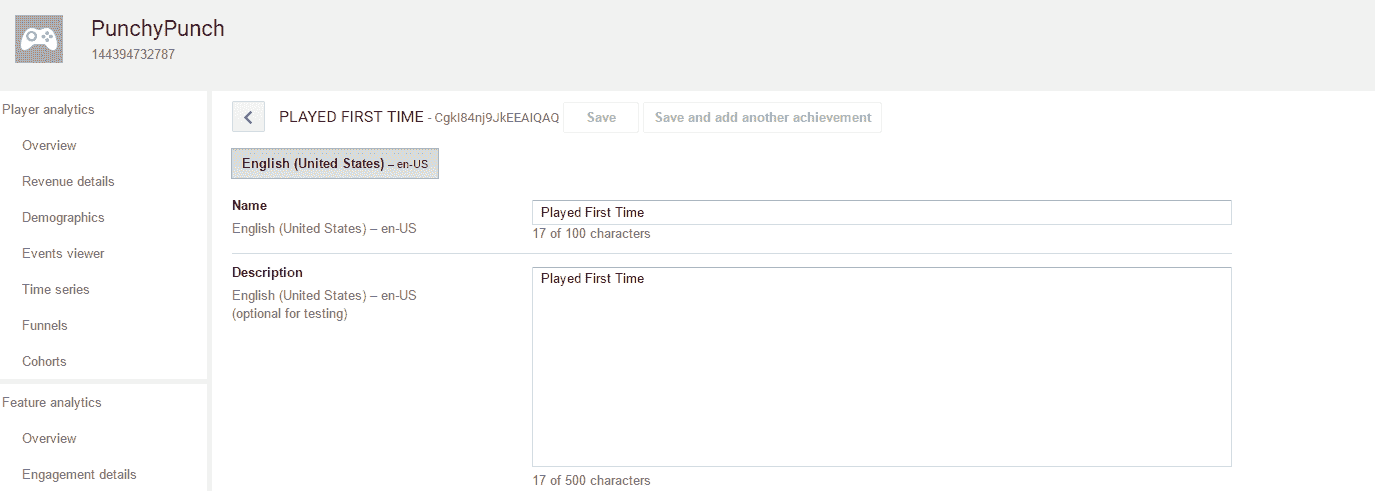 PunchyPunch
144394732787
Player analytics
Overview
Revenue details
Demographics
Events viewer
Time series
Funnels
Cohorts
Feature analytics
Overview
Engagement details
PLAYED FIRST TIME - CgkI84nj9JkEEAIQAQ
Save
Save and add another achievement
English (United States) – en-US
Name
English (United States) – en-US
Played First Time
17 of 100 characters
Description
English (United States) – en-US
(optional for testing)
Played First Time
17 of 500 characters